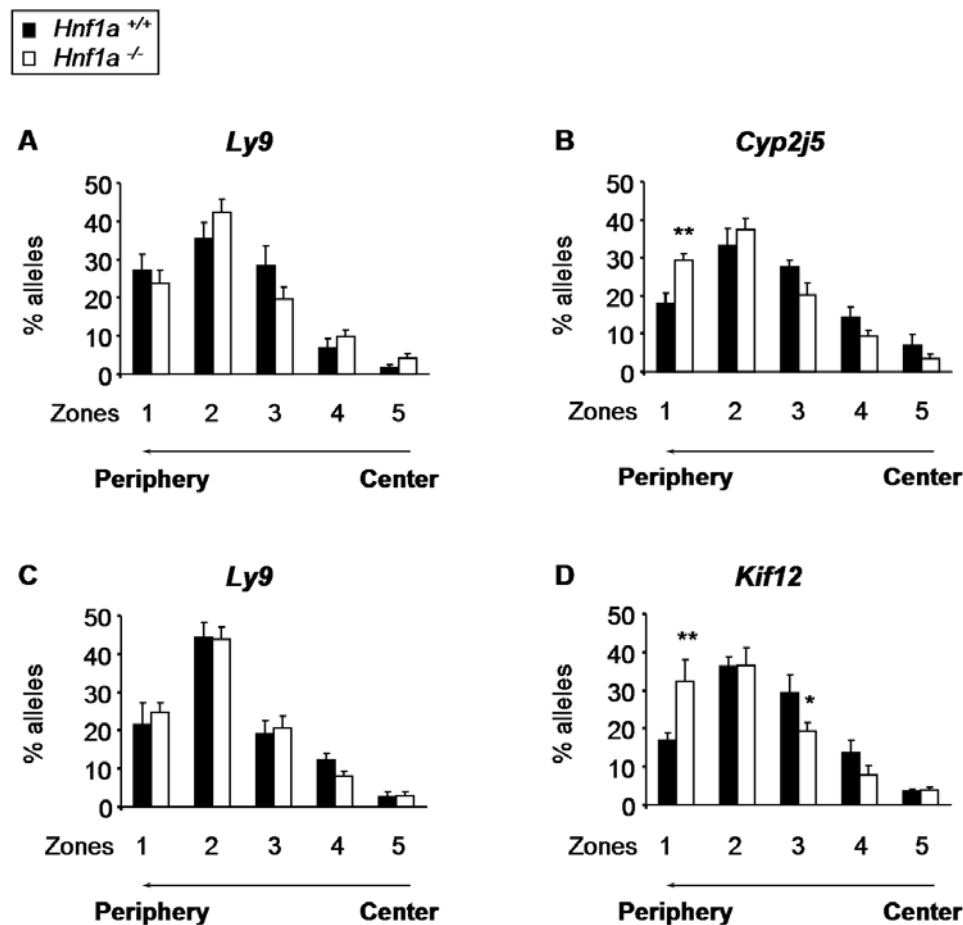 Hnf1a +/+
Hnf1a -/-
A Ly9
50
40
30
20
10
0
% alleles
Zones 1 2 3 4 5
Periphery Center
B Cyp2j5
50
40
30
20
10
0
% alleles
**
Zones 1 2 3 4 5
Periphery Center
C Ly9
50
40
30
20
10
0
% alleles
Zones 1 2 3 4 5
Periphery Center
D Kif12
50
40
30
20
10
0
% alleles
**
*
Zones 1 2 3 4 5
Periphery Center